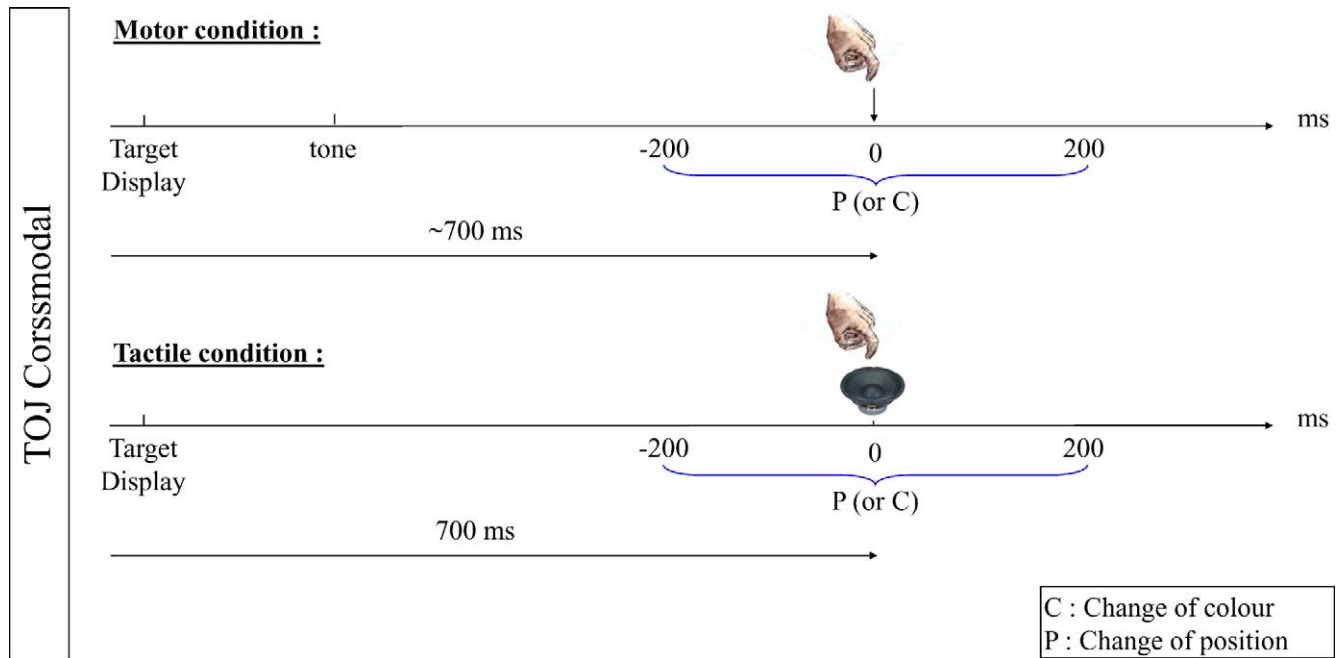 TOJ Corssmodal
Motor condition :
ms
Target
Display
tone
-200
0
200
P (or C)
~700 ms
Tactile condition :
ms
Target
Display
-200
0
200
P (or C)
700 ms
C : Change of colour
P : Change of position